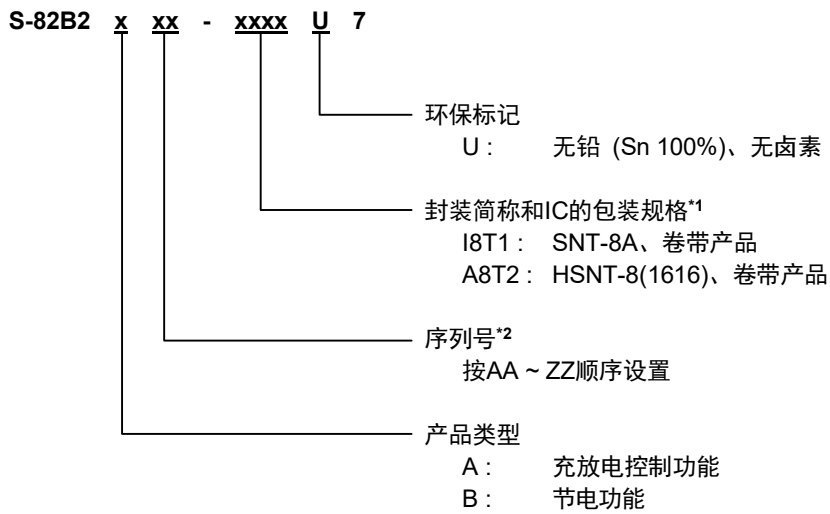 S-82B2 x xx - xxxx U 7
环保标记
U : 无铅 (Sn 100%)、无卤素
封装简称和IC的包装规格*1
I8T1 : SNT-8A、卷带产品
A8T2 : HSNT-8(1616)、卷带产品
序列号*2
按AA ~ ZZ顺序设置
产品类型
A : 充放电控制功能
B : 节电功能